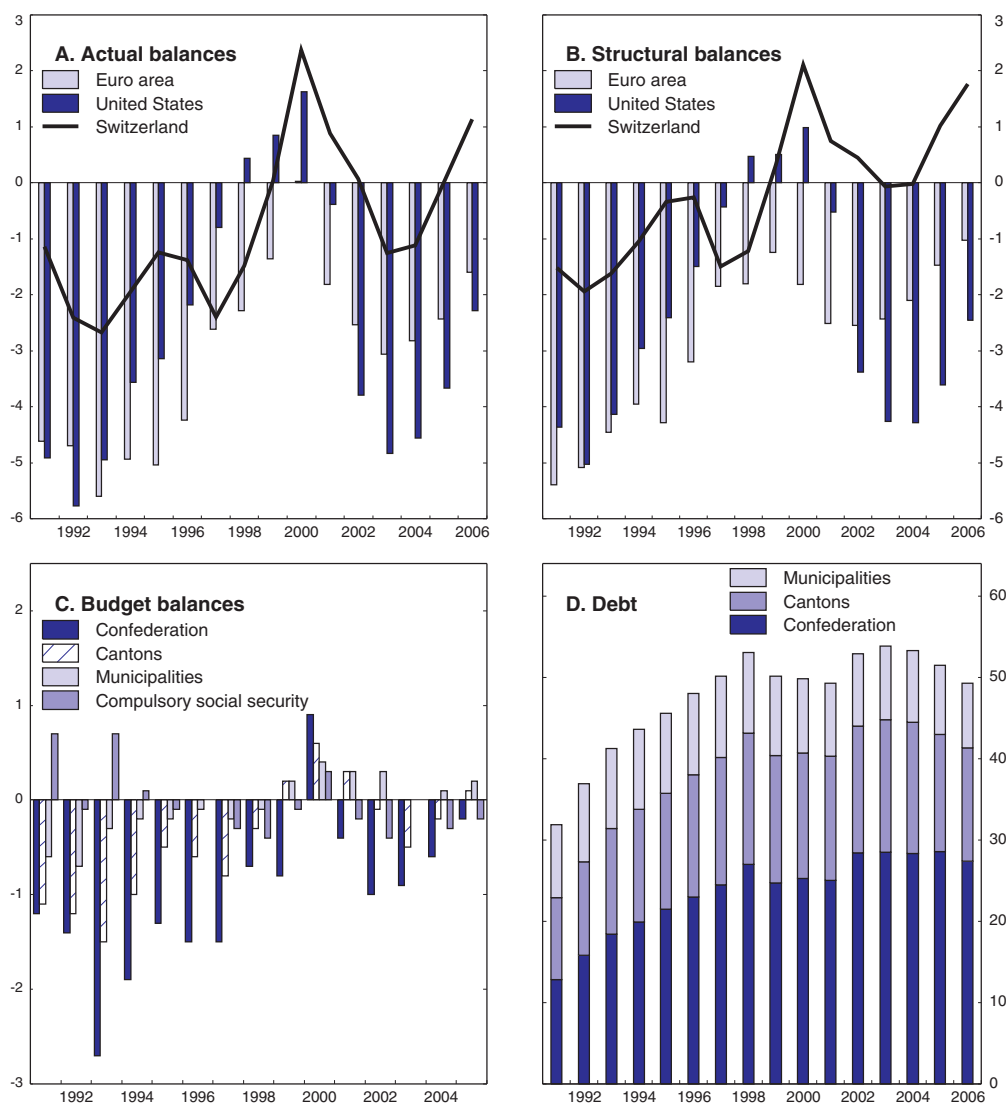 3
2
1
0
-1
-2
-3
-4
-5
-6
A. Actual balances
Euro area
United States
Switzerland
1992 1994 1996 1998 2000 2002 2004 2006
3
2
1
0
-1
-2
-3
-4
-5
-6
B. Structural balances
Euro area
United States
Switzerland
1992 1994 1996 1998 2000 2002 2004 2006
2
1
0
-1
-2
-3
C. Budget balances
Confederation
Cantons
Municipalities
Compulsory social security
1992 1994 1996 1998 2000 2002 2004
D. Debt
Municipalities
Cantons
Confederation
60
50
40
30
20
10
0
1992 1994 1996 1998 2000 2002 2004 2006